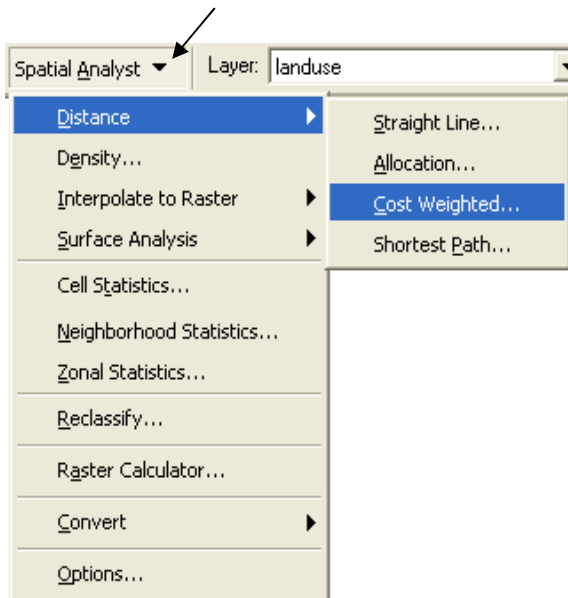 Spatial Analyst Layer: landuse
Distance
Density...
Interpolate to Raster
Surface Analysis
Cell Statistics...
Neighborhood Statistics...
Zonal Statistics...
Reclassify...
Raster Calculator...
Convert
Options...
Straight Line...
Allocation...
Cost Weighted...
Shortest Path...